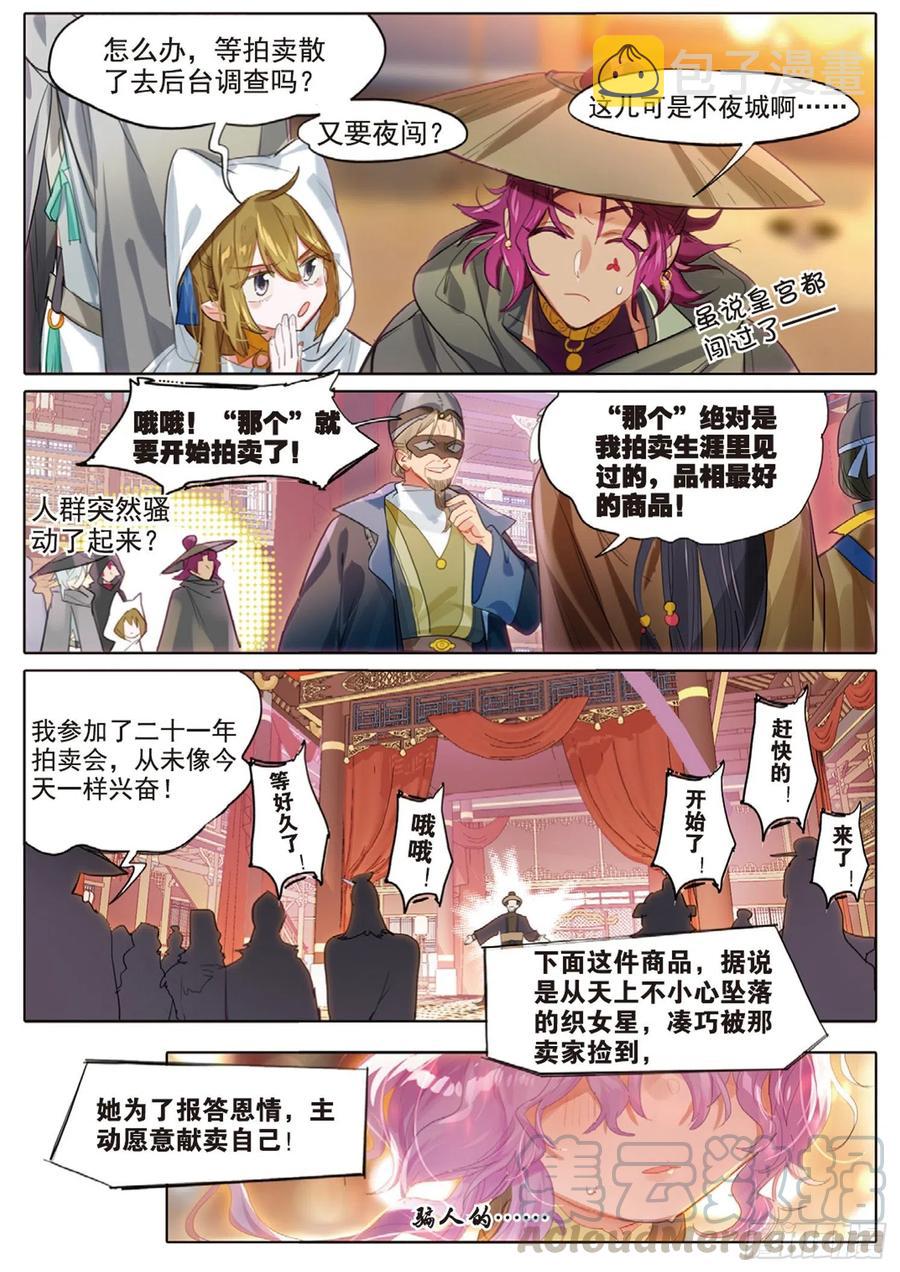 怎么办，等拍卖散
了去后台调查吗？
又要夜闯？
这儿可是不夜城啊……
包子漫畫
虽说皇宫都
闯过了——
哦哦！“那个”就
要开始拍卖了！
“那个”绝对是
我拍卖生涯里见
过的，品相最好
的商品！
人群突然骚
动了起来？
我参加了二十一年
拍卖会，从未像今
天一样兴奋！
等好久了！
哦哦！
开始了！
赶快的！
来了！
下面这件商品，据说
是从天上不小心坠落
的织女星，凑巧被那
卖家捡到，
她为了报答恩情，主
动愿意献卖自己！
骗人的……
AcloudMerge.com